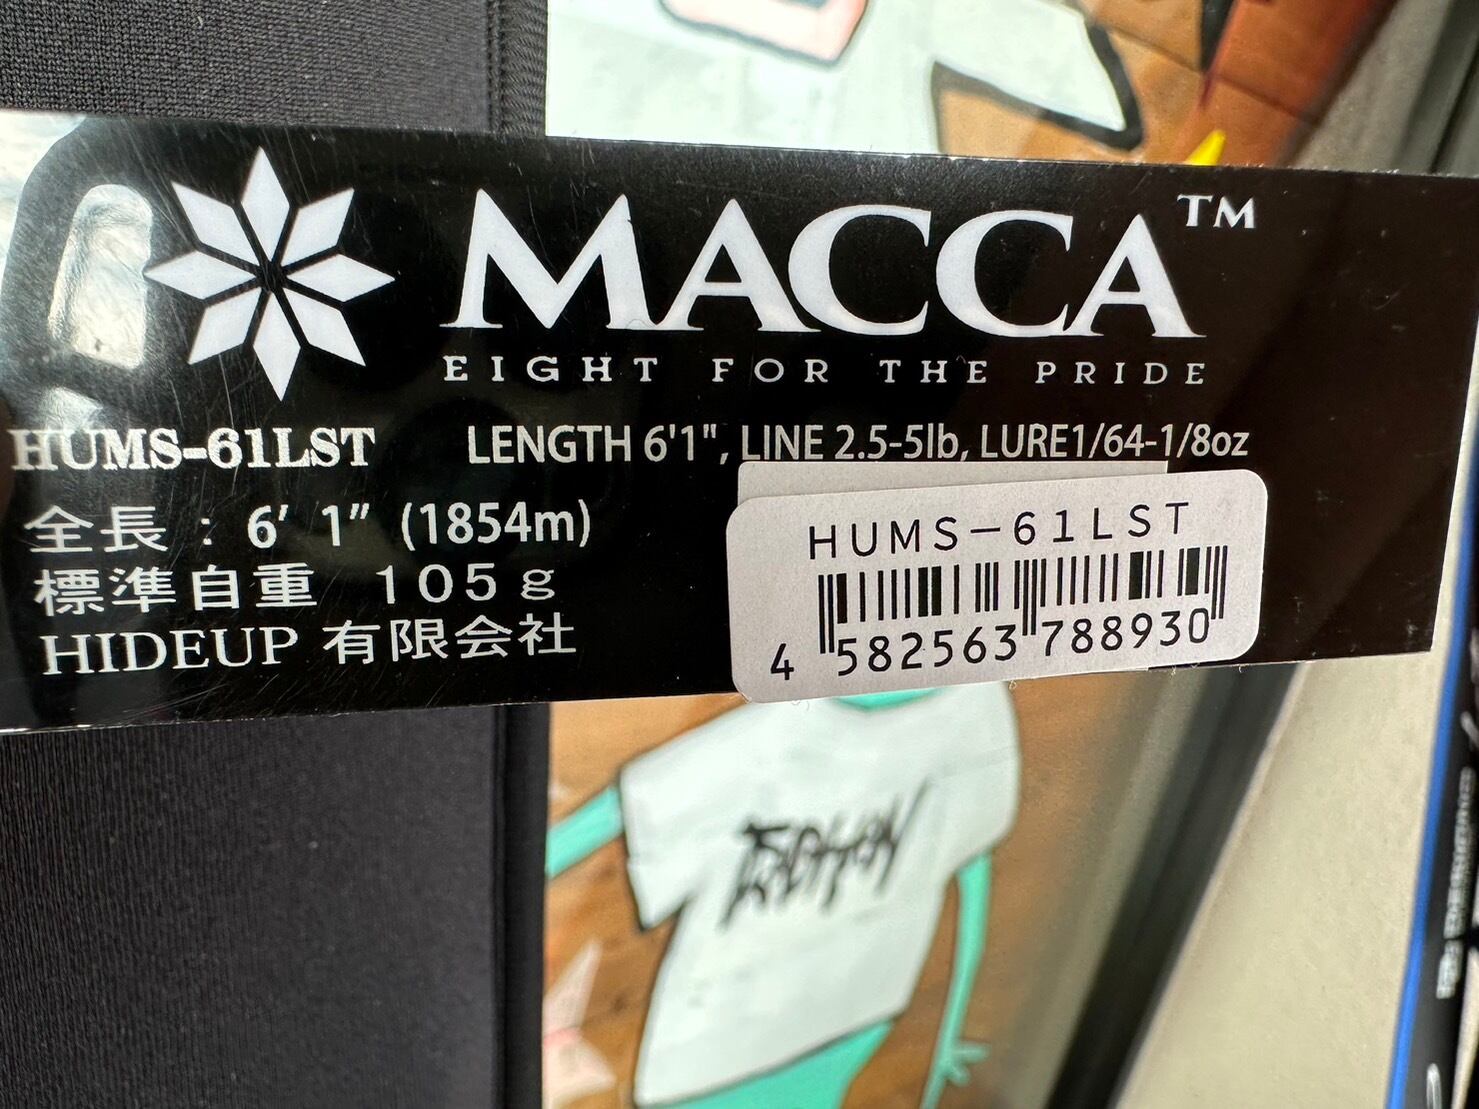 MACCA™
EIGHT FOR THE PRIDE
HUMS-61LST LENGTH 6'1", LINE 2.5-5lb, LURE1/64-1/8oz
全長：6′ 1″ (1854m)
標準自重 105g
HIDEUP 有限会社
HUMS−61LST
4 582563 788930